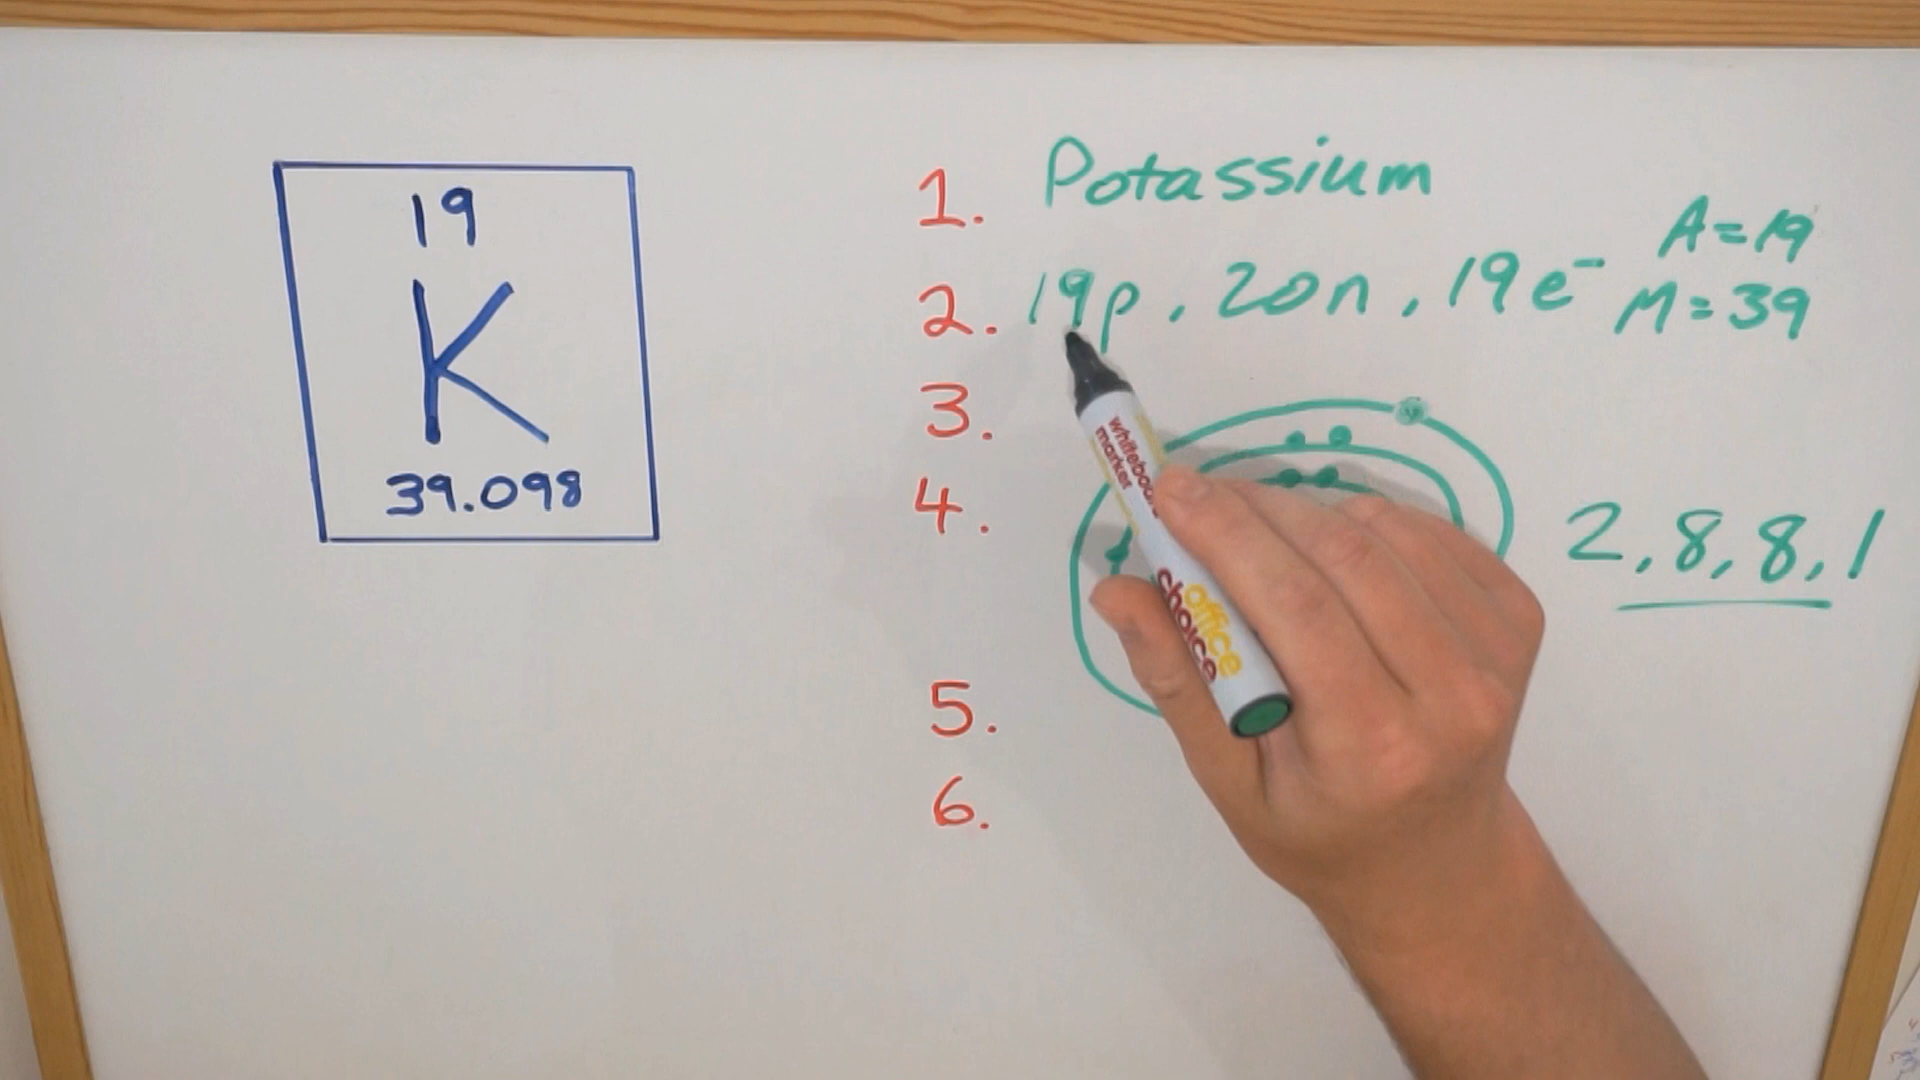 19
K
39.098
1. Potassium
A=19
2. 19p, 20n, 19e⁻
M=39
3.
4.
2, 8, 8, 1
5.
6.
whiteboard
marker
office
choice